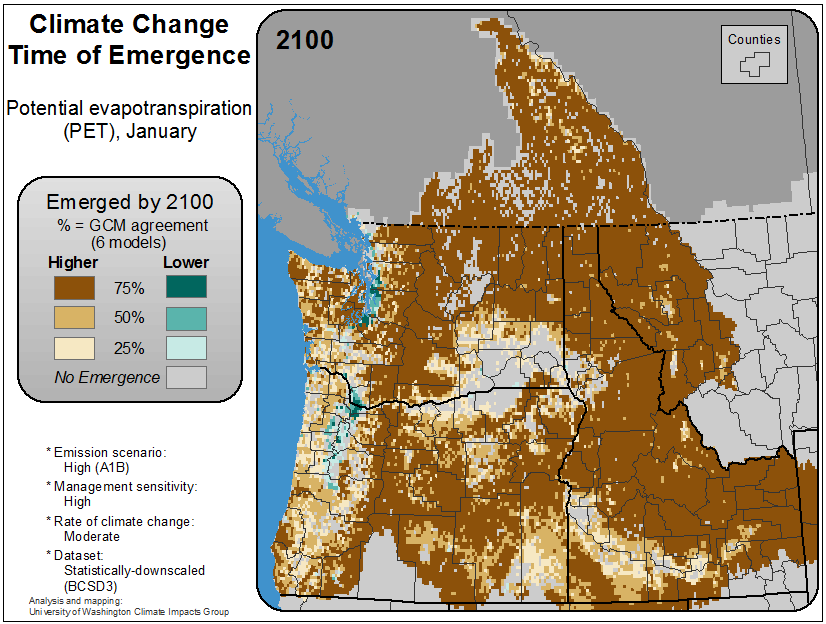 Climate Change
Time of Emergence
Potential evapotranspiration
(PET), January
Emerged by 2100
% = GCM agreement
(6 models)
Higher Lower
75%
50%
25%
No Emergence
* Emission scenario:
High (A1B)
* Management sensitivity:
High
* Rate of climate change:
Moderate
* Dataset:
Statistically-downscaled
(BCSD3)
Analysis and mapping:
University of Washington Climate Impacts Group
2100
Counties